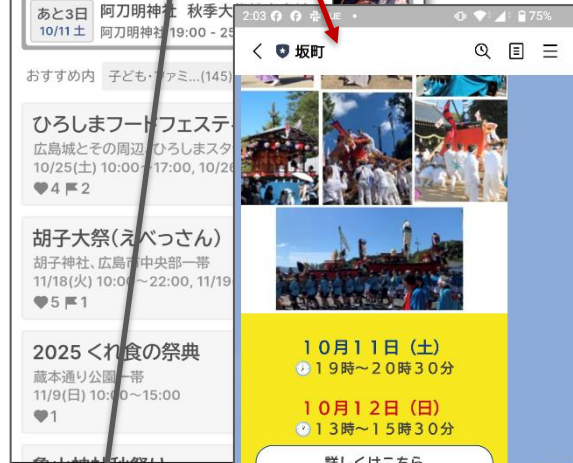 あと3日
10/11 土
阿刀明神社 秋季大
阿刀明神社 19:00 - 25
おすすめ内 子ども・ファミ...(145)
ひろしまフードフェステ
広島城とその周辺、ひろしまスタ
10/25(土) 10:00~17:00, 10/26
4 2
胡子大祭(えべっさん)
胡子神社、広島市中央部一帯
11/18(火) 10:00~22:00, 11/19
5 1
2025 くれ食の祭典
蔵本通り公園一帯
11/9(日) 10:00~15:00
1
2:03
75%
坂町
10月11日(土)
19時~20時30分
10月12日(日)
13時~15時30分
詳しくはこちら